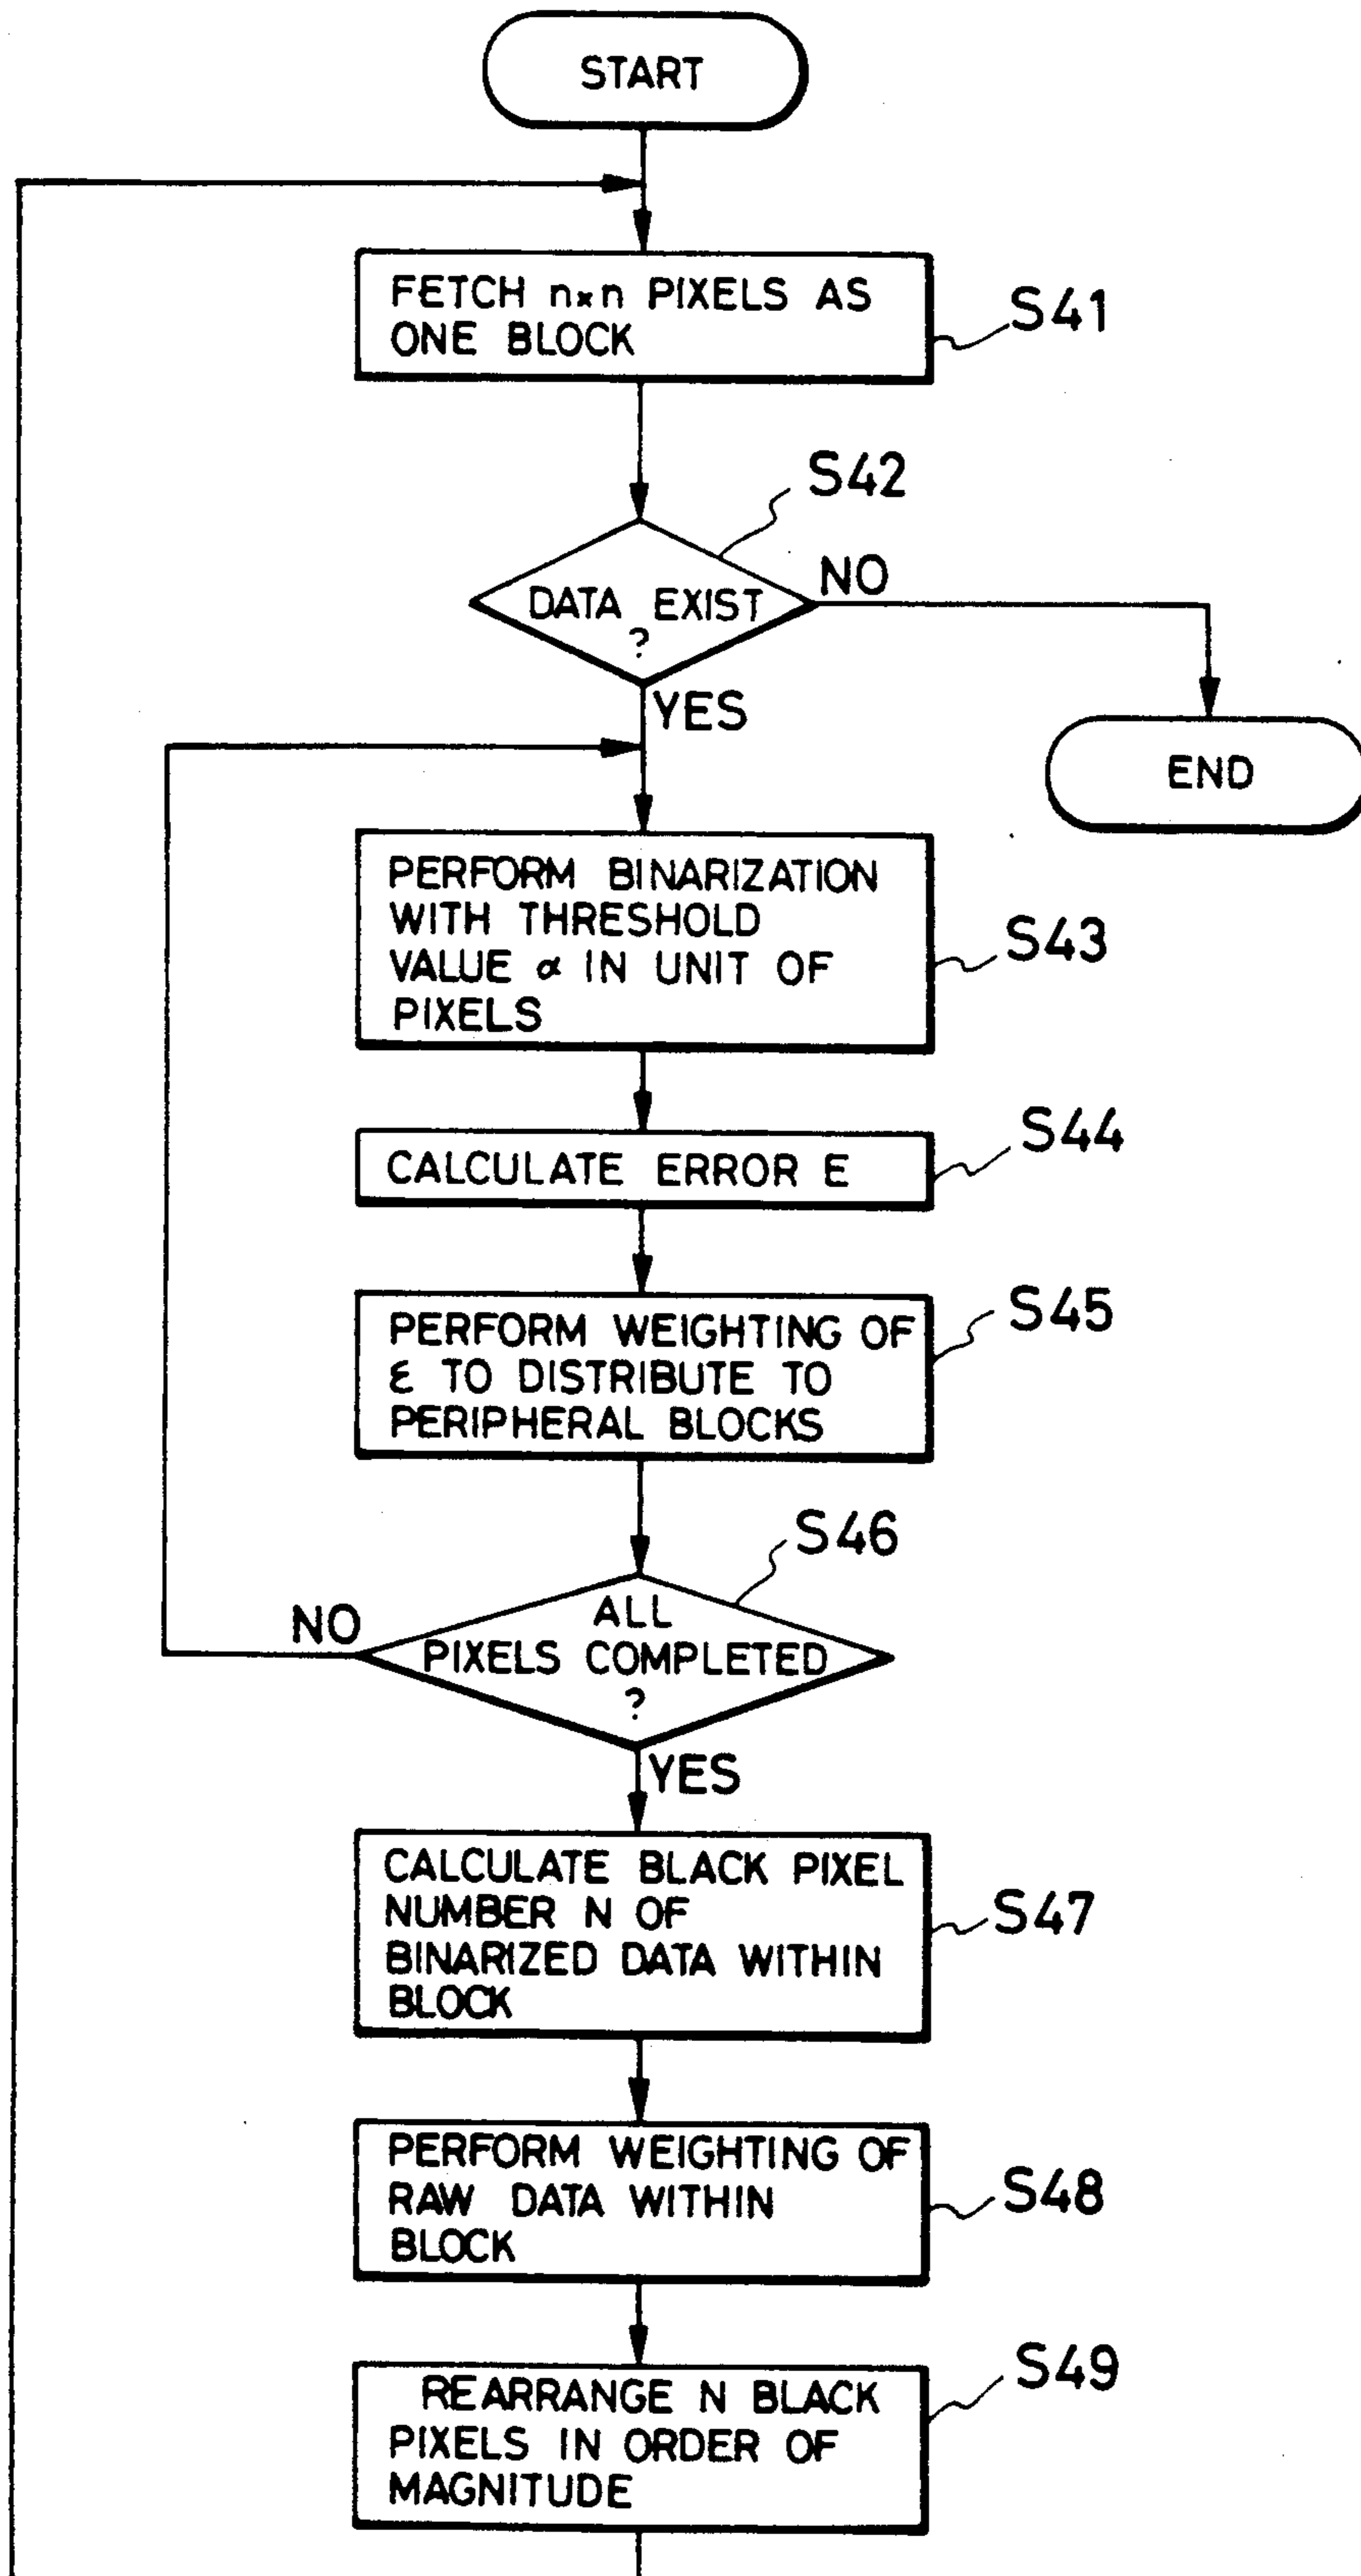 START
FETCH n×n PIXELS AS
ONE BLOCK
S41
S42
DATA EXIST
?
NO
YES
END
PERFORM BINARIZATION
WITH THRESHOLD
VALUE α IN UNIT OF
PIXELS
S43
CALCULATE ERROR E
S44
PERFORM WEIGHTING OF
ε TO DISTRIBUTE TO
PERIPHERAL BLOCKS
S45
S46
ALL
PIXELS COMPLETED
?
NO
YES
CALCULATE BLACK PIXEL
NUMBER N OF
BINARIZED DATA WITHIN
BLOCK
S47
PERFORM WEIGHTING OF
RAW DATA WITHIN
BLOCK
S48
REARRANGE N BLACK
PIXELS IN ORDER OF
MAGNITUDE
S49